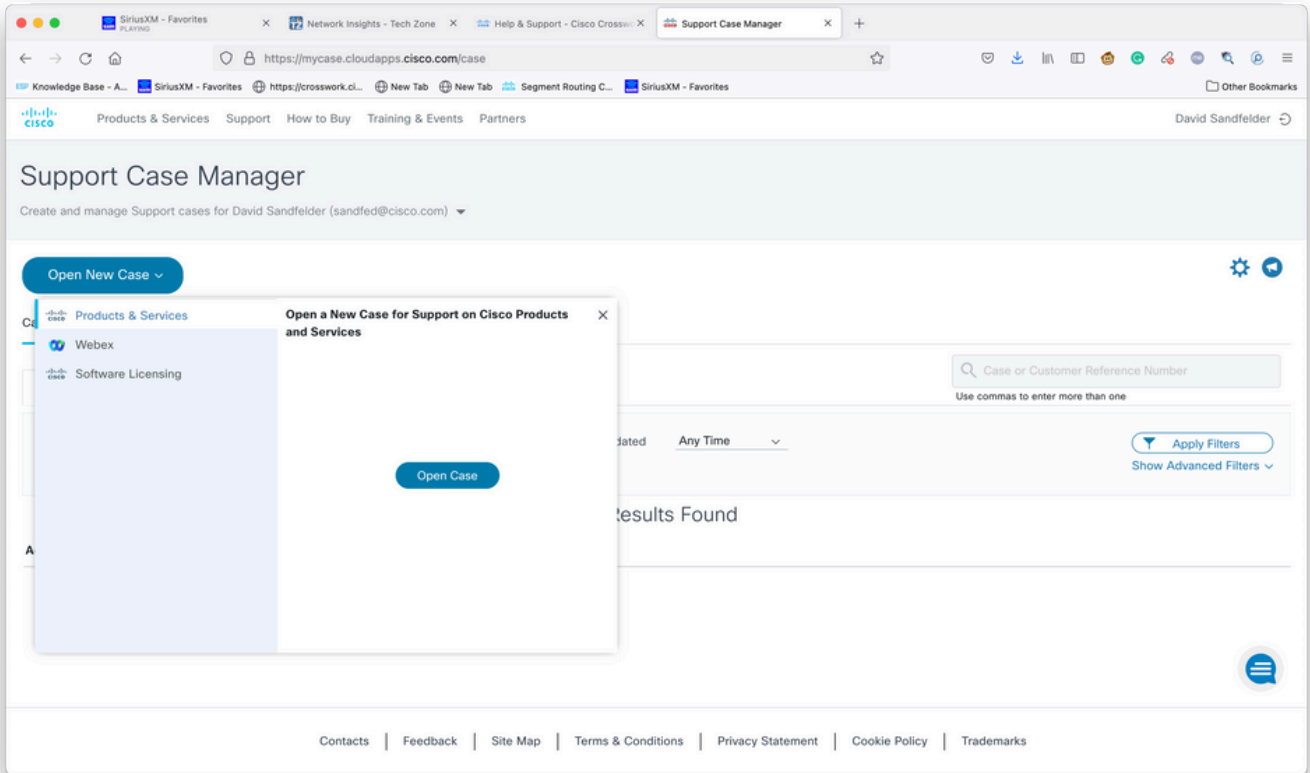 SiriusXM - Favorites
PLAYING
Network Insights - Tech Zone
Help & Support - Cisco Crossw
Support Case Manager
https://mycase.cloudapps.cisco.com/case
Knowledge Base - A...
SiriusXM - Favorites
https://crosswork.ci...
New Tab
New Tab
Segment Routing C...
SiriusXM - Favorites
Other Bookmarks
CISCO
Products & Services
Support
How to Buy
Training & Events
Partners
David Sandfelder
Support Case Manager
Create and manage Support cases for David Sandfelder (sandfed@cisco.com)
Open New Case
Products & Services
Webex
Software Licensing
Open a New Case for Support on Cisco Products
and Services
Open Case
Ca
Case or Customer Reference Number
Use commas to enter more than one
dated
Any Time
Apply Filters
Show Advanced Filters
Results Found
A
Contacts
Feedback
Site Map
Terms & Conditions
Privacy Statement
Cookie Policy
Trademarks